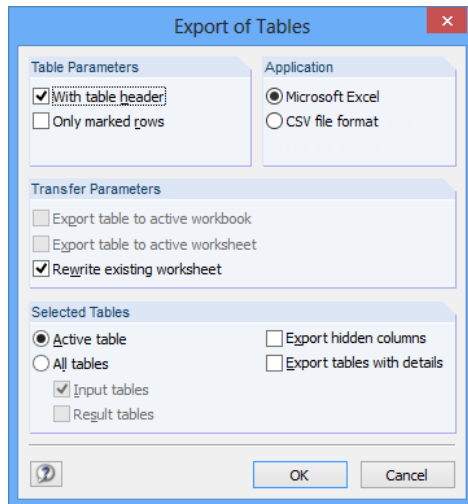 Export of Tables
Table Parameters
With table header
Only marked rows
Application
Microsoft Excel
CSV file format
Transfer Parameters
Export table to active workbook
Export table to active worksheet
Rewrite existing worksheet
Selected Tables
Active table
All tables
Input tables
Result tables
Export hidden columns
Export tables with details
OK
Cancel